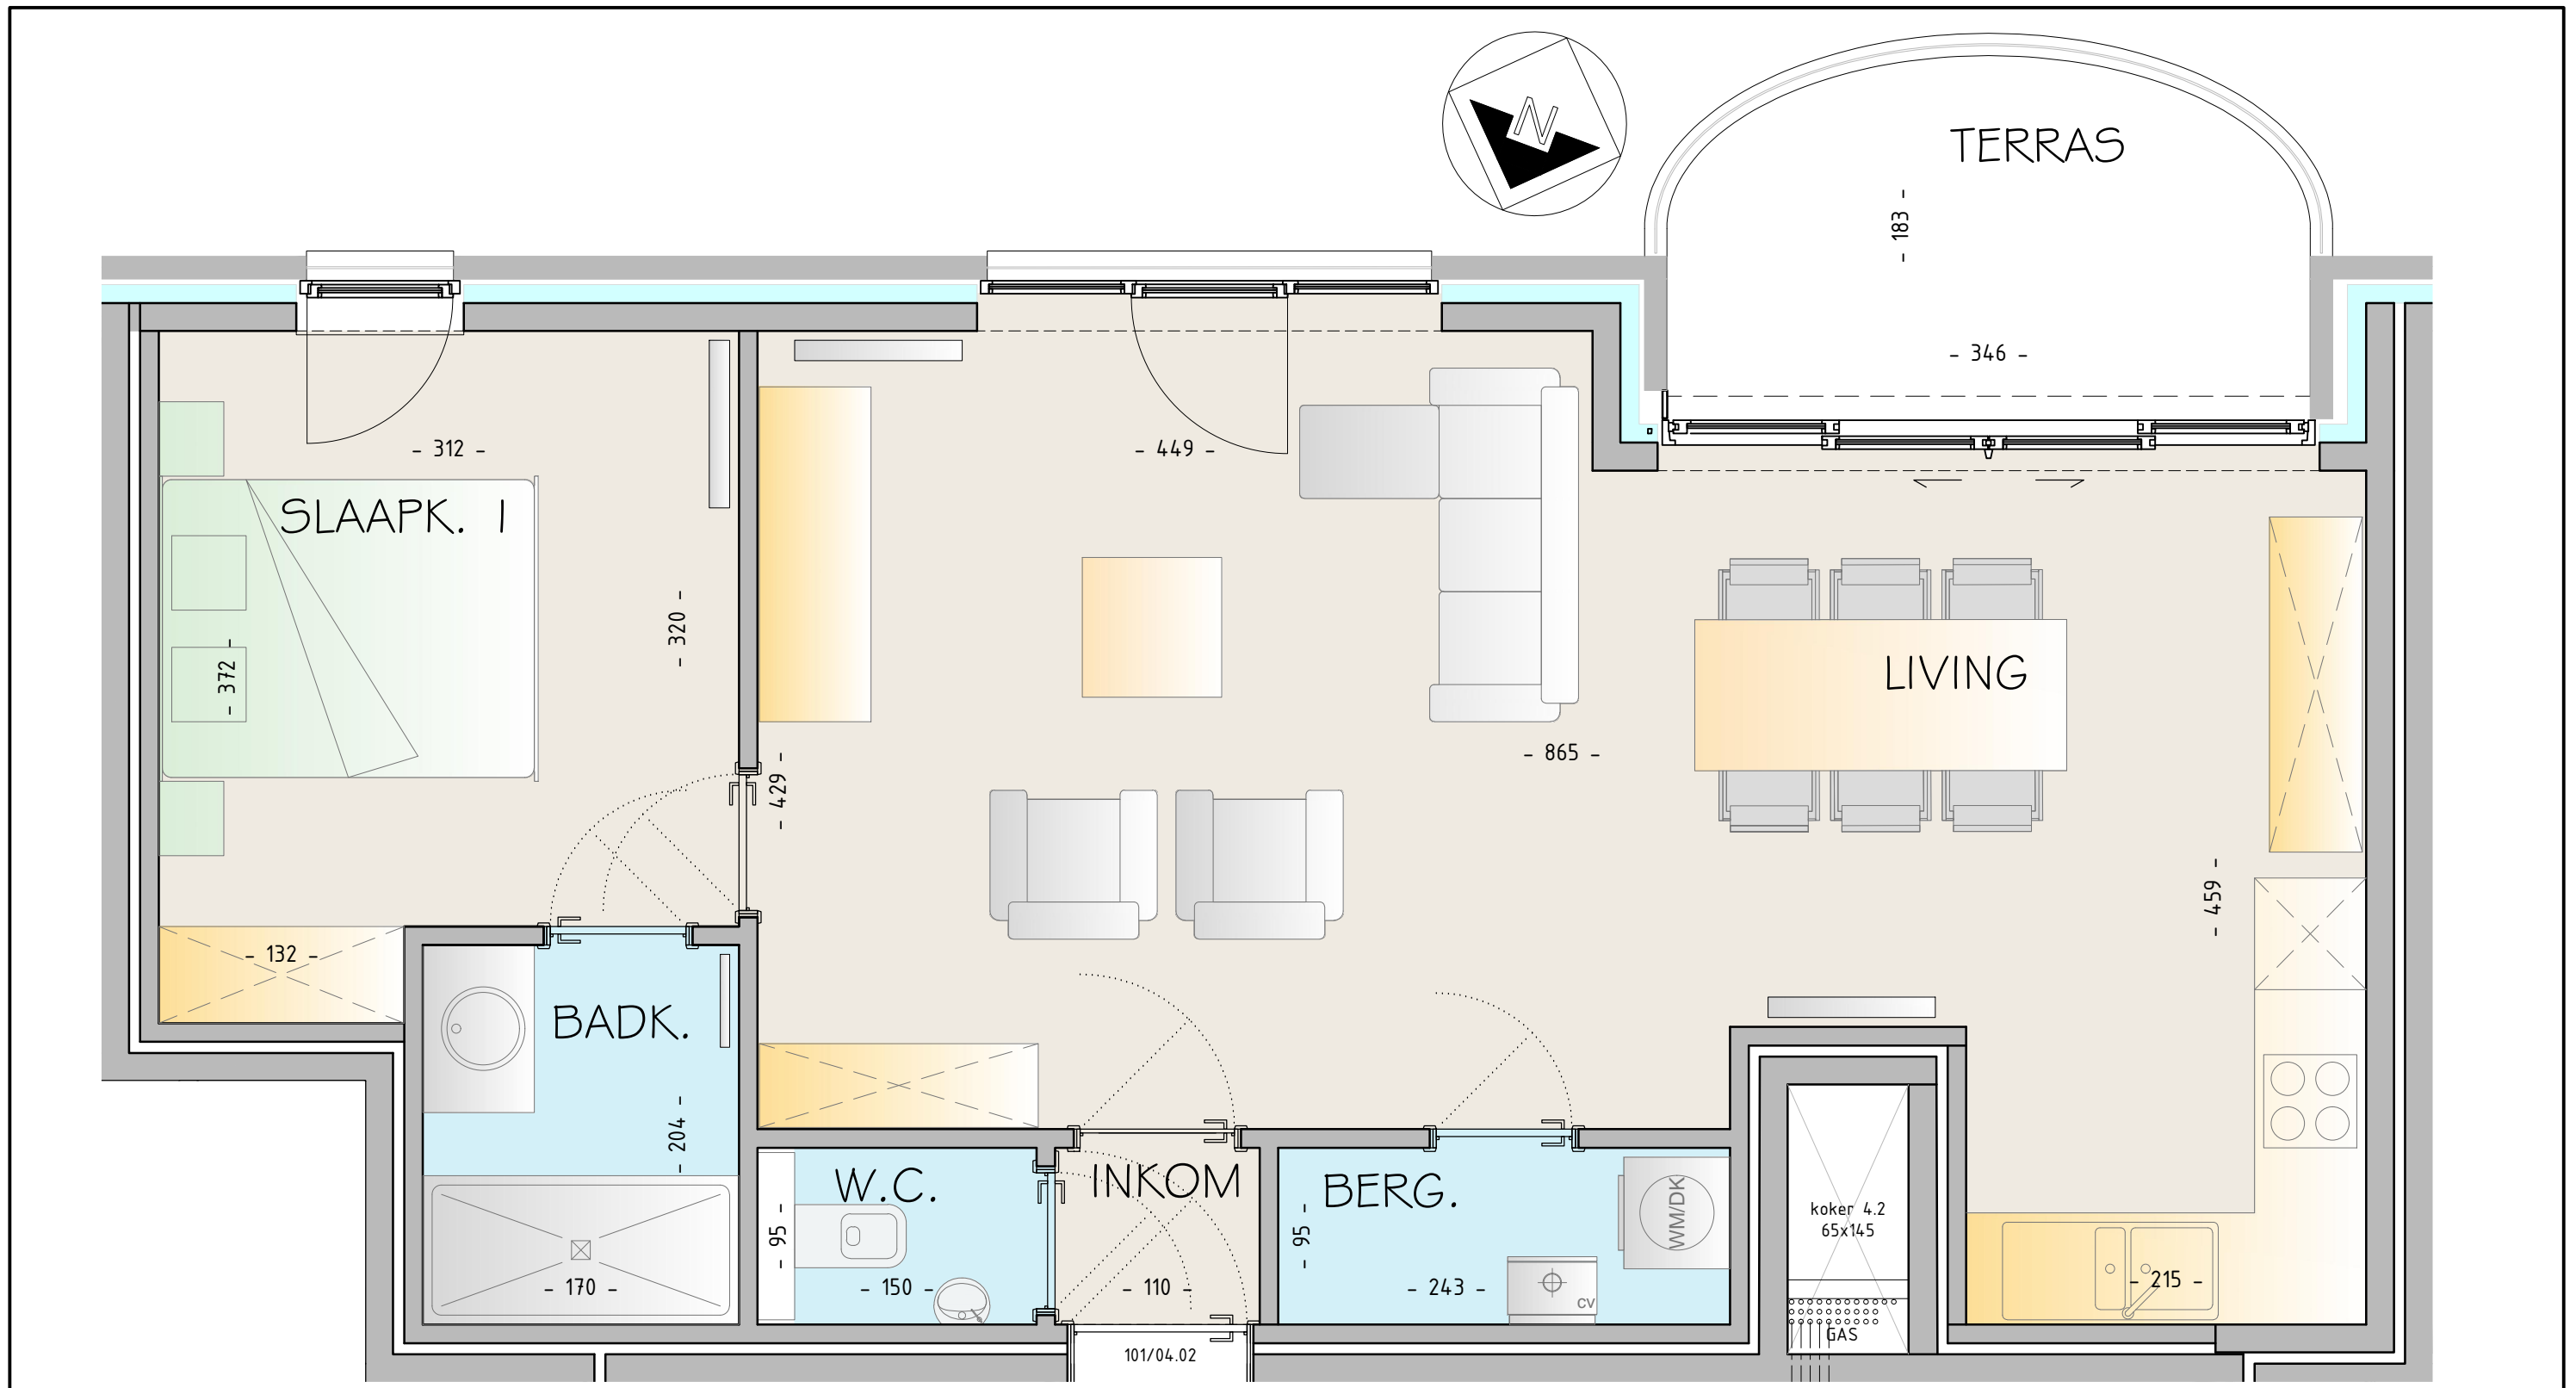 N
TERRAS
- 183 -
- 346 -
- 312 -
- 449 -
SLAAPK. 1
- 320 -
- 372 -
LIVING
- 865 -
- 429 -
- 459 -
- 132 -
BADK.
- 204 -
W.C.
INKOM
BERG.
WM/DK
koker 4.2
65x145
- 95 -
- 95 -
- 170 -
- 150 -
- 110 -
- 243 -
CV
- 215 -
GAS
101/04.02